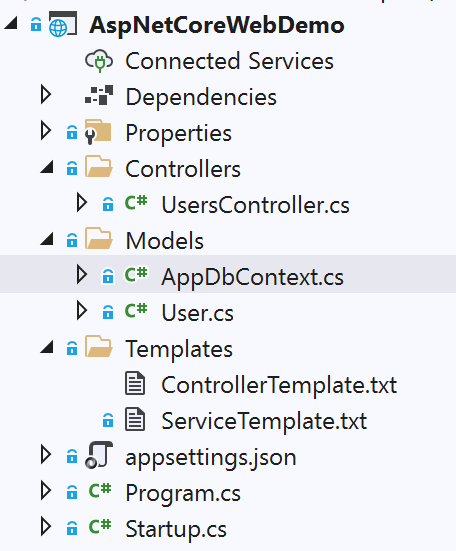 AspNetCoreWebDemo
Connected Services
Dependencies
Properties
Controllers
C# UsersController.cs
Models
C# AppDbContext.cs
C# User.cs
Templates
ControllerTemplate.txt
ServiceTemplate.txt
appsettings.json
C# Program.cs
C# Startup.cs